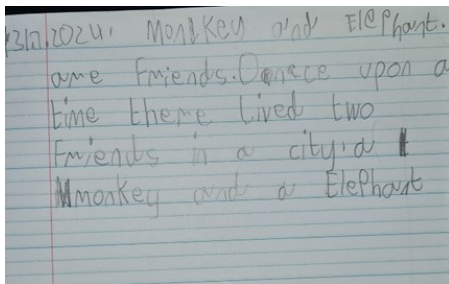 13/7.2024. Monkey and Elephant.
are Friends. Onece upon a
time there Lived two
Friends in a city. a
monkey and a Elephant